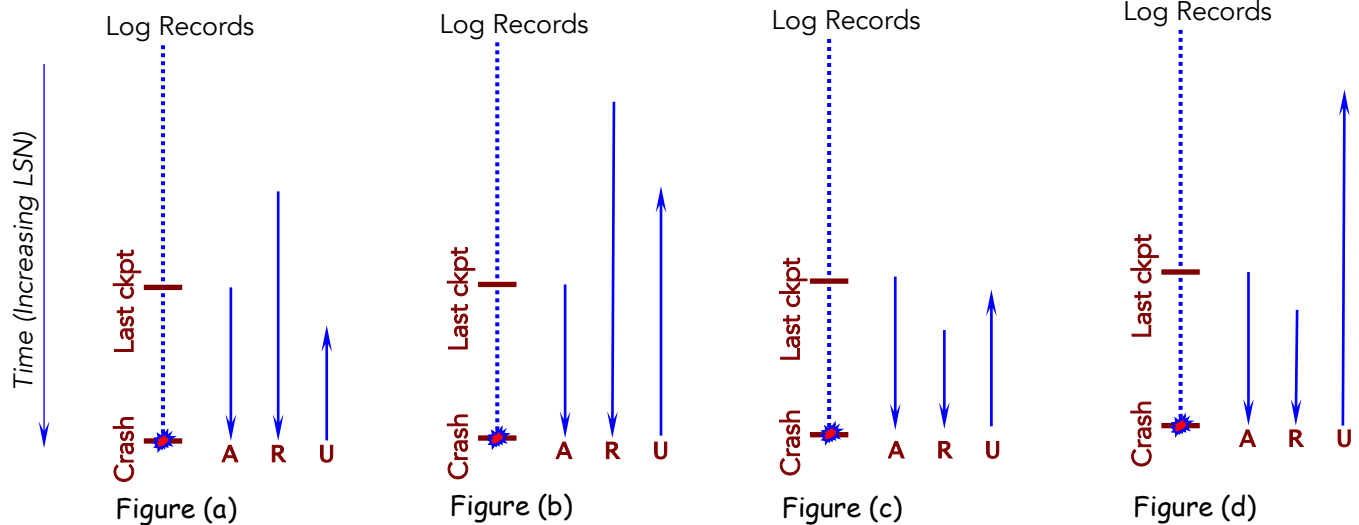 Time (Increasing LSN)
Log Records
Last ckpt
Crash
A R U
Figure (a)
Log Records
Last ckpt
Crash
A R U
Figure (b)
Log Records
Last ckpt
Crash
A R U
Figure (c)
Log Records
Last ckpt
Crash
A R U
Figure (d)